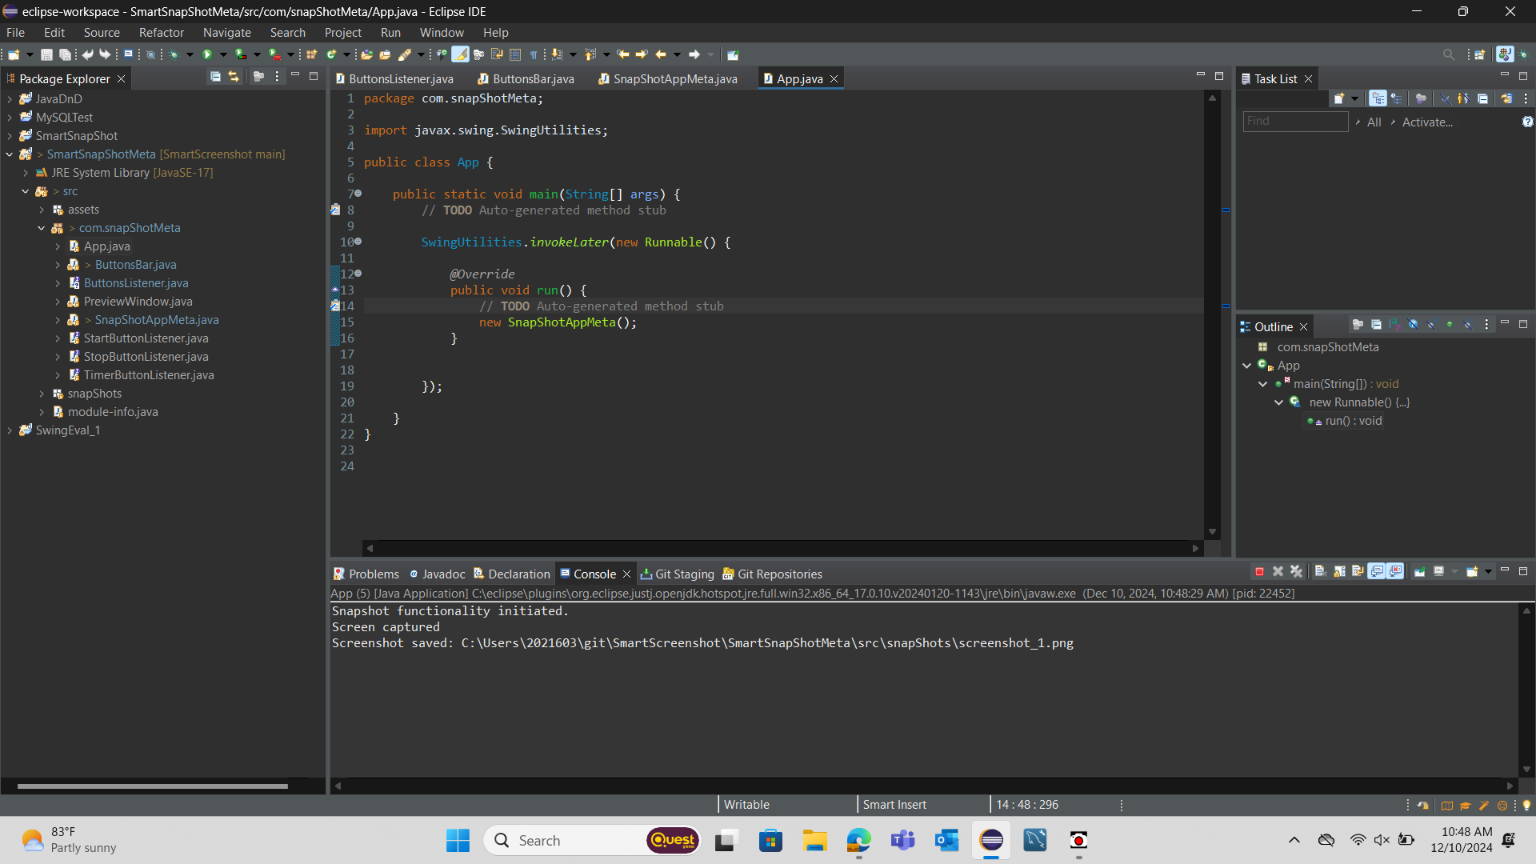 eclipse-workspace - SmartSnapShotMeta/src/com/snapShotMeta/App.java - Eclipse IDE
File Edit Source Refactor Navigate Search Project Run Window Help
Package Explorer
JavaDnD
MySQLTest
SmartSnapShot
> SmartSnapShotMeta [SmartScreenshot main]
JRE System Library [JavaSE-17]
> src
assets
> com.snapShotMeta
App.java
> ButtonsBar.java
ButtonsListener.java
PreviewWindow.java
> SnapShotAppMeta.java
StartButtonListener.java
StopButtonListener.java
TimerButtonListener.java
snapShots
module-info.java
SwingEval_1
ButtonsListener.java ButtonsBar.java SnapShotAppMeta.java App.java
1 package com.snapShotMeta;
2
3 import javax.swing.SwingUtilities;
4
5 public class App {
6
7 public static void main(String[] args) {
8 // TODO Auto-generated method stub
9
10 SwingUtilities.invokeLater(new Runnable() {
11
12 @Override
13 public void run() {
14 // TODO Auto-generated method stub
15 new SnapShotAppMeta();
16 }
17
18
19 });
20
21 }
22 }
23
24
Task List
Find All Activate...
Outline
com.snapShotMeta
App
main(String[]) : void
new Runnable() {...}
run() : void
Problems Javadoc Declaration Console Git Staging Git Repositories
App (5) [Java Application] C:\eclipse\plugins\org.eclipse.justj.openjdk.hotspot.jre.full.win32.x86_64_17.0.10.v20240120-1143\jre\bin\javaw.exe (Dec 10, 2024, 10:48:29 AM) [pid: 22452]
Snapshot functionality initiated.
Screen captured
Screenshot saved: C:\Users\2021603\git\SmartScreenshot\SmartSnapShotMeta\src\snapShots\screenshot_1.png
Writable Smart Insert 14 : 48 : 296
83°F
Partly sunny
Search
Quest
10:48 AM
12/10/2024